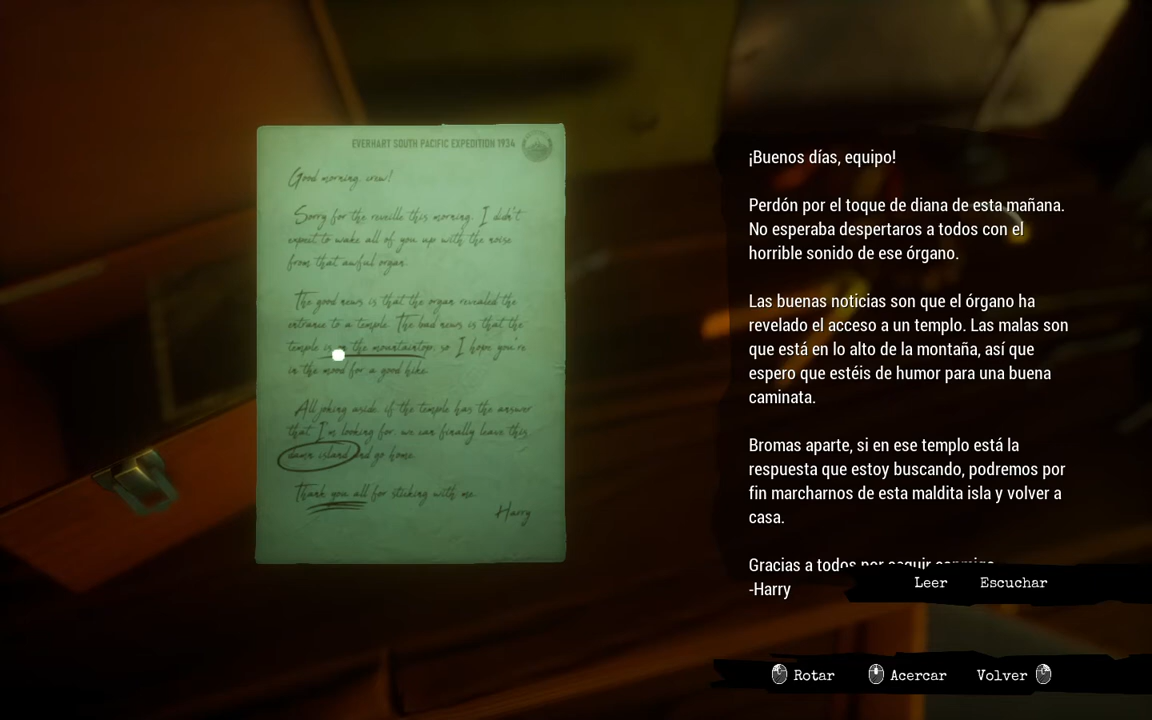 EVERHART SOUTH PACIFIC EXPEDITION 1934
Good morning, crew!
Sorry for the reveille this morning. I didn't
expect to wake all of you up with the noise
from that awful organ.
The good news is that the organ revealed the
entrance to a temple. The bad news is that the
temple is on the mountaintop, so I hope you're
in the mood for a good hike.
All joking aside, if the temple has the answer
that I'm looking for, we can finally leave this
damn island and go home.
Thank you all for sticking with me.
Harry
¡Buenos días, equipo!
Perdón por el toque de diana de esta mañana.
No esperaba despertaros a todos con el
horrible sonido de ese órgano.
Las buenas noticias son que el órgano ha
revelado el acceso a un templo. Las malas son
que está en lo alto de la montaña, así que
espero que estéis de humor para una buena
caminata.
Bromas aparte, si en ese templo está la
respuesta que estoy buscando, podremos por
fin marcharnos de esta maldita isla y volver a
casa.
Gracias a todos por seguir conmigo.
-Harry
Leer Escuchar
Rotar Acercar Volver